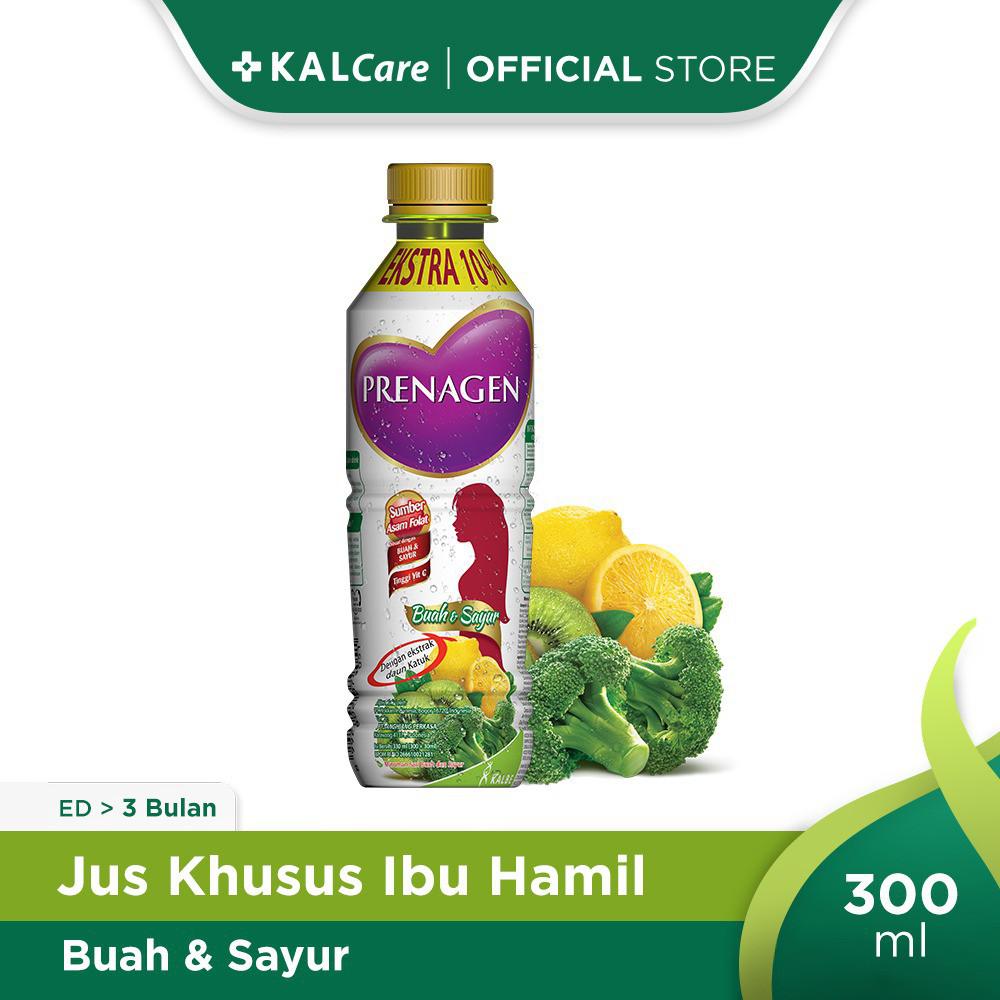 KALCare | OFFICIAL STORE
EKSTRA 10%
PRENAGEN
Sumber
Asam Folat
BUAH &
SAYUR
Tinggi Vit C
Buah & Sayur
Dengan ekstrak
daun Katuk
KALBE
ED > 3 Bulan
Jus Khusus Ibu Hamil
Buah & Sayur
300
ml